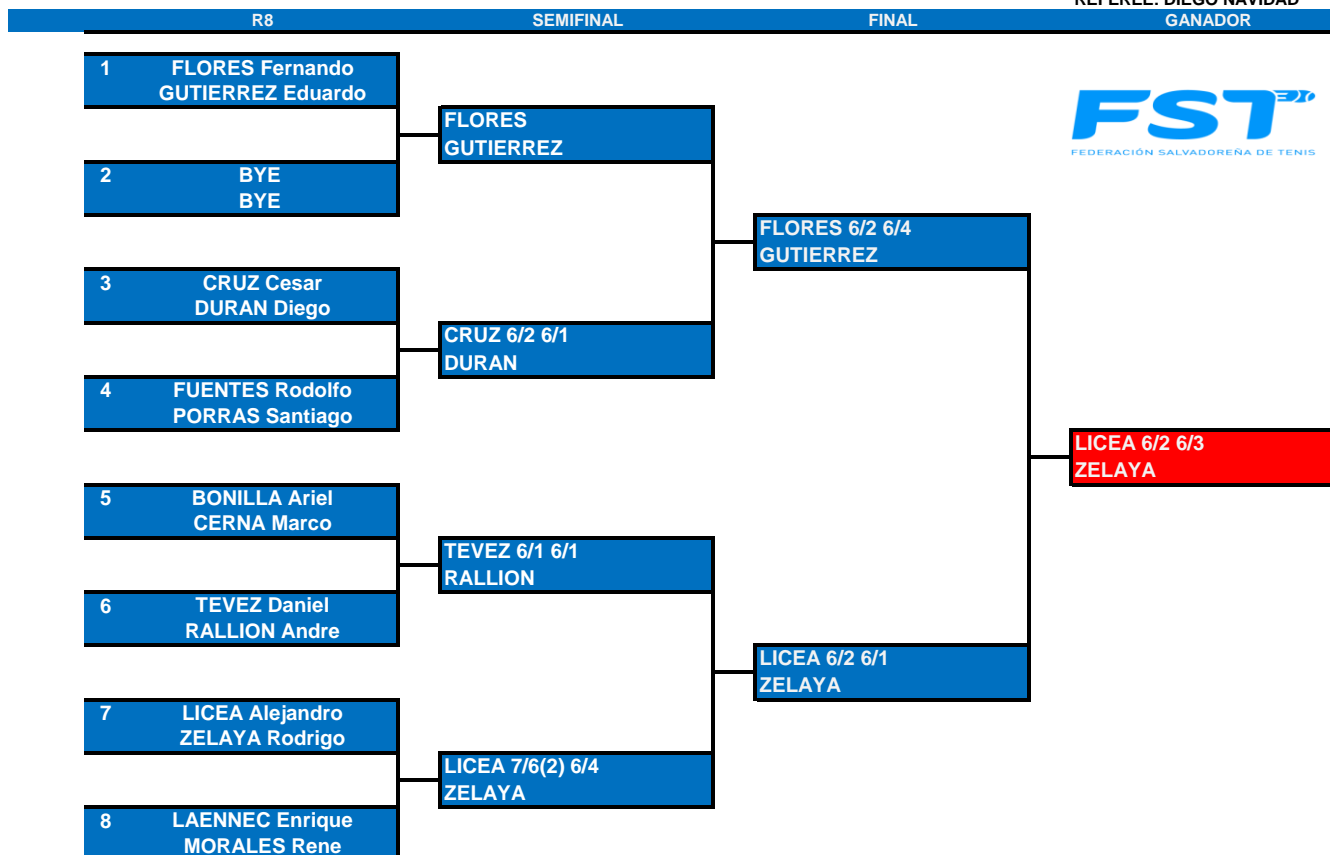 REFEREE: DIEGO NAVIDAD
R8 SEMIFINAL FINAL GANADOR
1 FLORES Fernando
GUTIERREZ Eduardo
FLORES
GUTIERREZ
2 BYE
BYE
FLORES 6/2 6/4
GUTIERREZ
3 CRUZ Cesar
DURAN Diego
CRUZ 6/2 6/1
DURAN
4 FUENTES Rodolfo
PORRAS Santiago
LICEA 6/2 6/3
ZELAYA
5 BONILLA Ariel
CERNA Marco
TEVEZ 6/1 6/1
RALLION
6 TEVEZ Daniel
RALLION Andre
LICEA 6/2 6/1
ZELAYA
7 LICEA Alejandro
ZELAYA Rodrigo
LICEA 7/6(2) 6/4
ZELAYA
8 LAENNEC Enrique
MORALES Rene
FST
FEDERACIÓN SALVADOREÑA DE TENIS